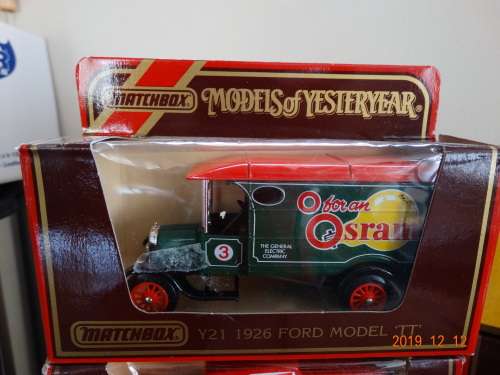 MATCHBOX
MODELS of YESTERYEAR
O for an
Osram
THE GENERAL
ELECTRIC
COMPANY
3
MATCHBOX
Y21 1926 FORD MODEL 'TT'
2019 12 12